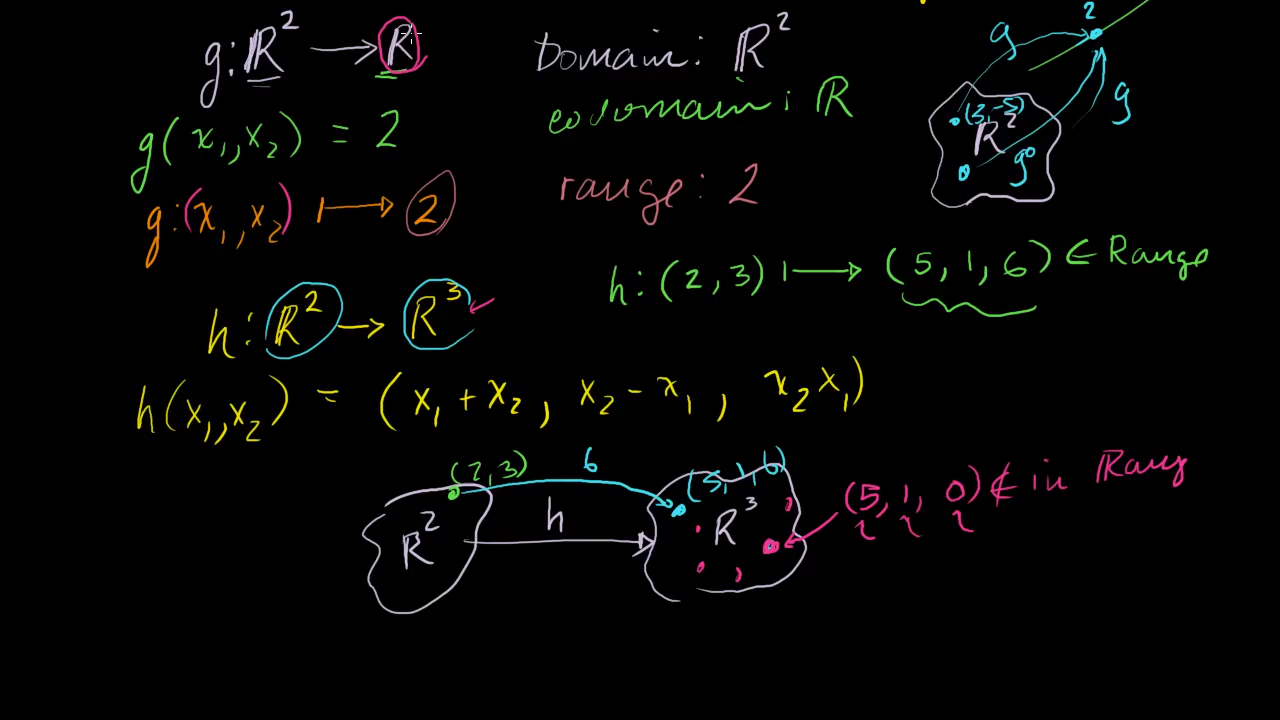 g: ℝ² → ℝ
Domain: ℝ²
codomain: ℝ
g(x₁, x₂) = 2
range: 2
g: (x₁, x₂) ↦ 2
g
2
g
(3, -5)
ℝ²
g
h: (2, 3) ↦ (5, 1, 6) ∈ Range
h: ℝ² → ℝ³
h(x₁, x₂) = (x₁ + x₂, x₂ - x₁, x₂x₁)
(2, 3)
6
(5, 1, 6)
ℝ²
h
ℝ³
(5, 1, 0) ∉ in